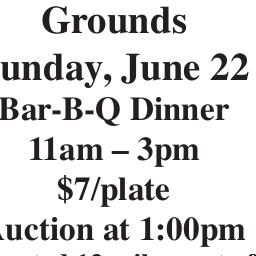 Grounds
unday, June 22
Bar-B-Q Dinner
11am – 3pm
$7/plate
uction at 1:00pm